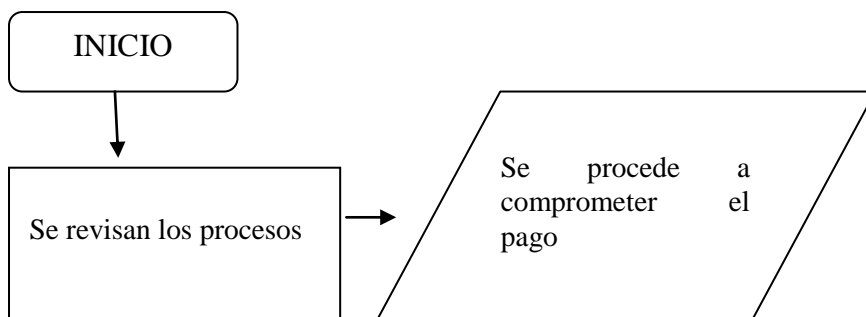 INICIO
Se revisan los procesos
Se procede a
comprometer el
pago